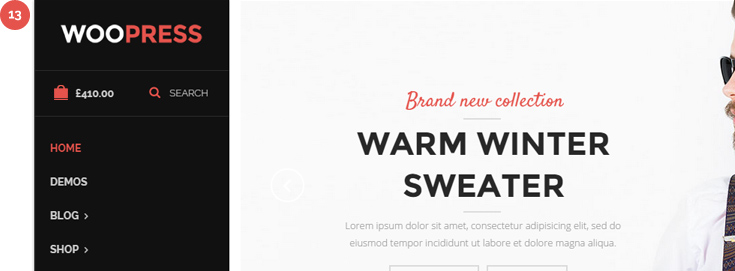 13
WOOPRESS
£410.00
SEARCH
HOME
DEMOS
BLOG
SHOP
Brand new collection
WARM WINTER
SWEATER
Lorem ipsum dolor sit amet, consectetur adipisicing elit, sed do
eiusmod tempor incididunt ut labore et dolore magna aliqua.